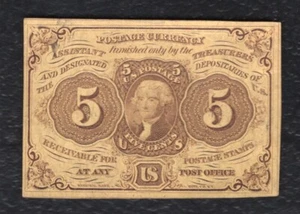 POSTAGE CURRENCY
Furnished only by the
ASSISTANT TREASURERS
AND DESIGNATED DEPOSITARIES OF
THE U.S.
U.S. POSTAGE
5 5
5 5
FIVE CENTS
U S
RECEIVABLE FOR POSTAGE STAMPS
AT ANY US POST OFFICE